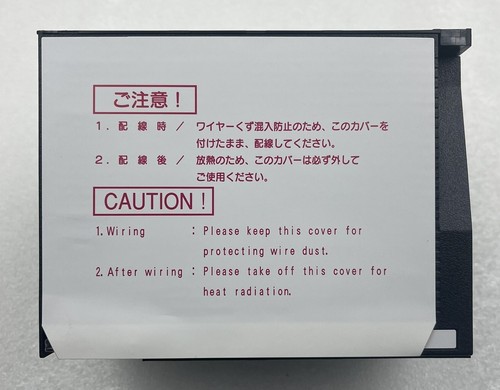 ご注意！
1. 配線時／ ワイヤーくず混入防止のため、このカバーを
付けたまま、配線してください。
2. 配線後／ 放熱のため、このカバーは必ず外して
ご使用ください。
CAUTION!
1. Wiring : Please keep this cover for
protecting wire dust.
2. After wiring : Please take off this cover for
heat radiation.